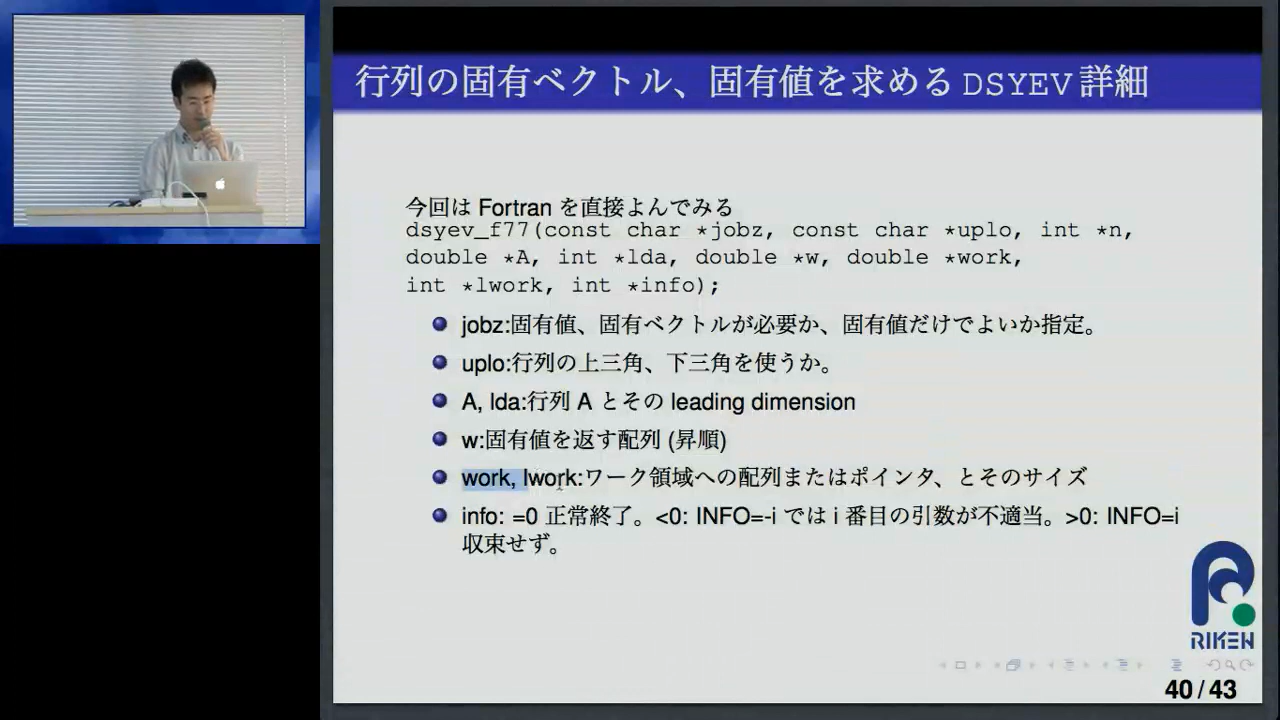 行列の固有ベクトル、固有値を求める DSYEV 詳細
今回は Fortran を直接よんでみる
dsyev_f77(const char *jobz, const char *uplo, int *n,
double *A, int *lda, double *w, double *work,
int *lwork, int *info);
jobz:固有値、固有ベクトルが必要か、固有値だけでよいか指定。
uplo:行列の上三角、下三角を使うか。
A, lda:行列 A とその leading dimension
w:固有値を返す配列 (昇順)
work, lwork:ワーク領域への配列またはポインタ、とそのサイズ
info: =0 正常終了。<0: INFO=-i では i 番目の引数が不適当。>0: INFO=i
収束せず。
RIKEN
40 / 43